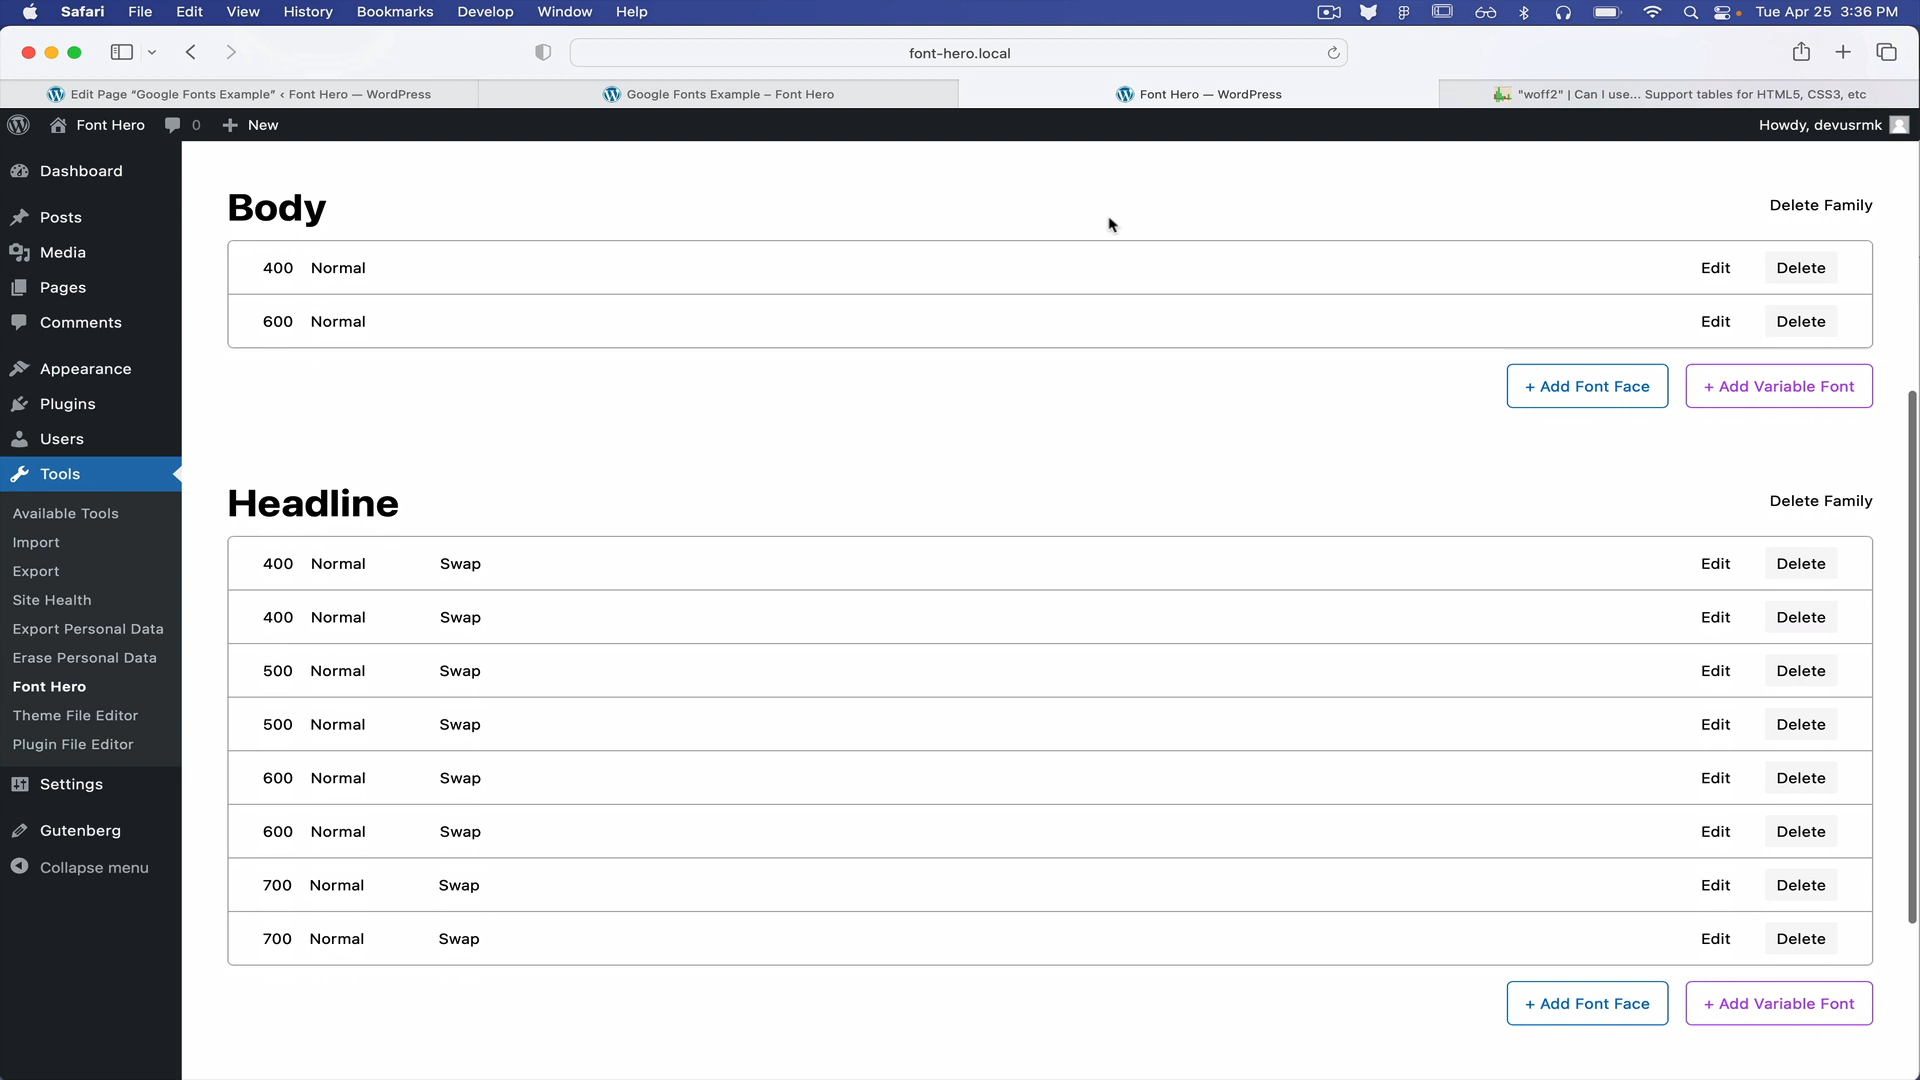 Safari File Edit View History Bookmarks Develop Window Help Tue Apr 25 3:36 PM
font-hero.local
Edit Page “Google Fonts Example” ‹ Font Hero — WordPress
Google Fonts Example – Font Hero
Font Hero — WordPress
"woff2" | Can I use... Support tables for HTML5, CSS3, etc
Font Hero 0 New Howdy, devusrmk
Dashboard
Posts
Media
Pages
Comments
Appearance
Plugins
Users
Tools
Available Tools
Import
Export
Site Health
Export Personal Data
Erase Personal Data
Font Hero
Theme File Editor
Plugin File Editor
Settings
Gutenberg
Collapse menu
Body Delete Family
400 Normal Edit Delete
600 Normal Edit Delete
+ Add Font Face + Add Variable Font
Headline Delete Family
400 Normal Swap Edit Delete
400 Normal Swap Edit Delete
500 Normal Swap Edit Delete
500 Normal Swap Edit Delete
600 Normal Swap Edit Delete
600 Normal Swap Edit Delete
700 Normal Swap Edit Delete
700 Normal Swap Edit Delete
+ Add Font Face + Add Variable Font